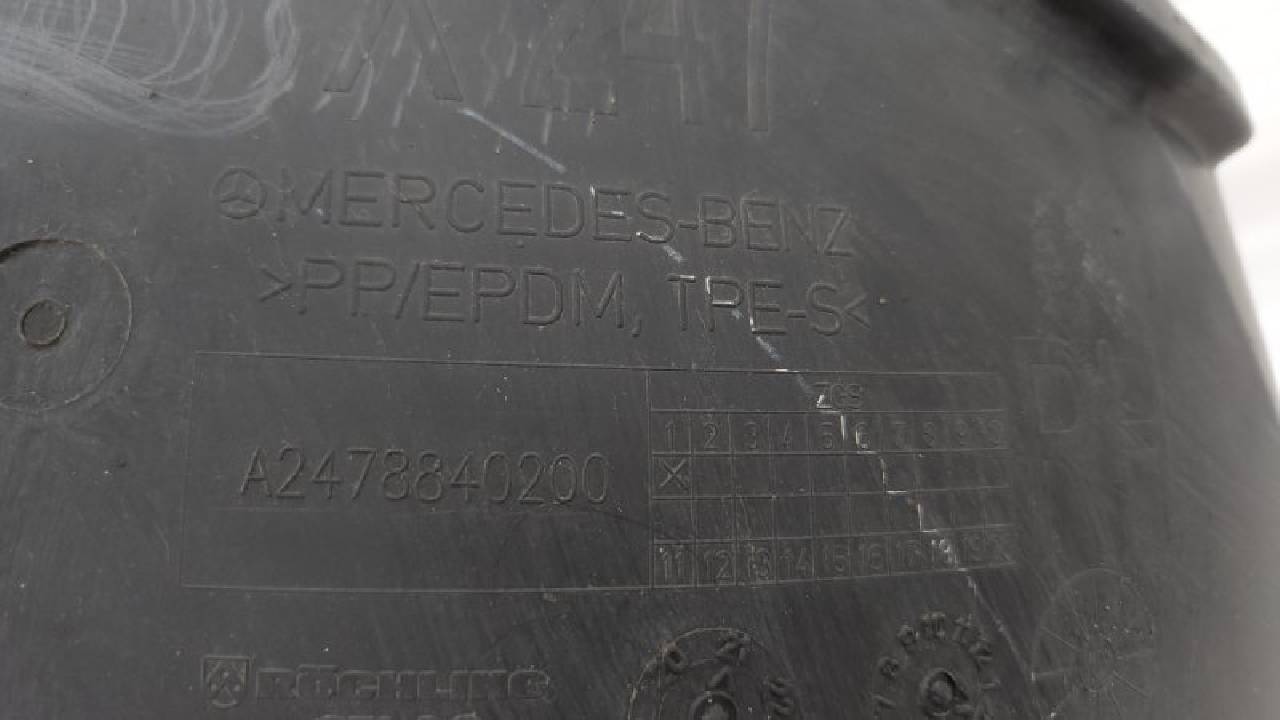 MERCEDES-BENZ
>PP/EPDM, TPE-S<
ZGS
1 2 3 4 5 6 7 8 9 10
A2478840200
X
11 12 13 14 15 16 17 18 19
RÖCHLING